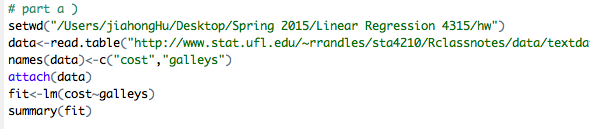 # part a )
setwd("/Users/jiahongHu/Desktop/Spring 2015/Linear Regression 4315/hw")
data<-read.table("http://www.stat.ufl.edu/~rrandles/sta4210/Rclassnotes/data/textda
names(data)<-c("cost","galleys")
attach(data)
fit<-lm(cost~galleys)
summary(fit)